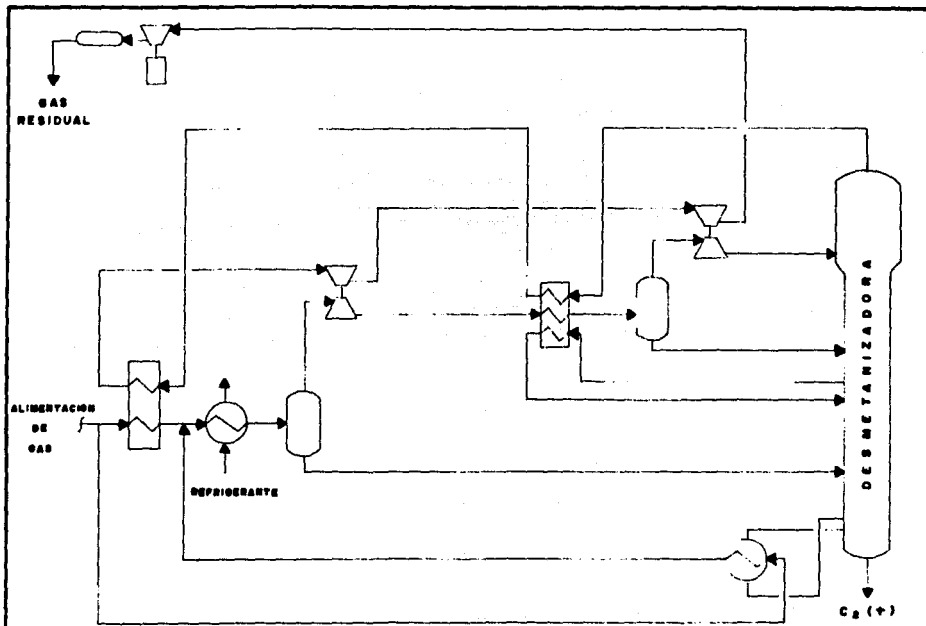 GAS
RESIDUAL
ALIMENTACION
DE
GAS
REFRIGERANTE
DESMETANIZADORA
C₂ (+)